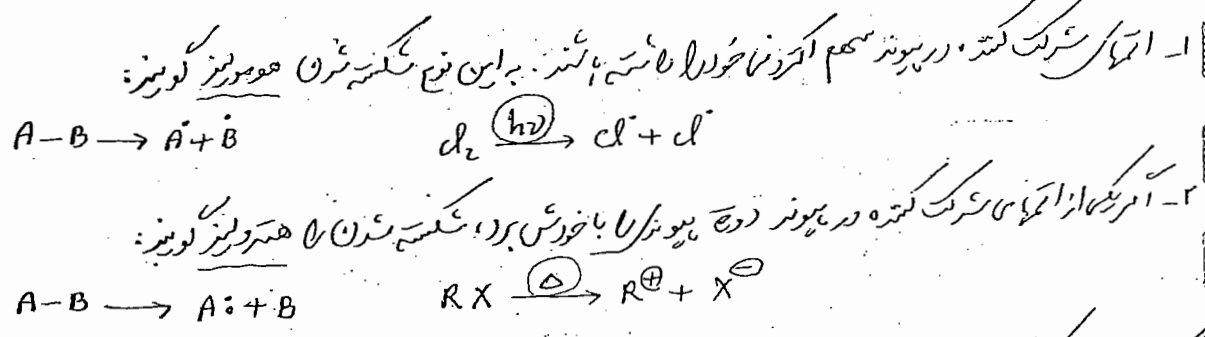 ۱- اتمهای شرکت کننده در پیوند سهم الکترونی خود را داشته باشند. به این نوع شکسته شدن هومولیز گویند:
A-B → A• + B•    Cl₂ —hν→ Cl• + Cl•
۲- اگر یکی از اتمهای شرکت کننده در پیوند زوج پیوندی را با خودش برد، شکسته شدن را هترولیز گویند:
A-B → A: + B    RX —Δ→ R⊕ + X⊖